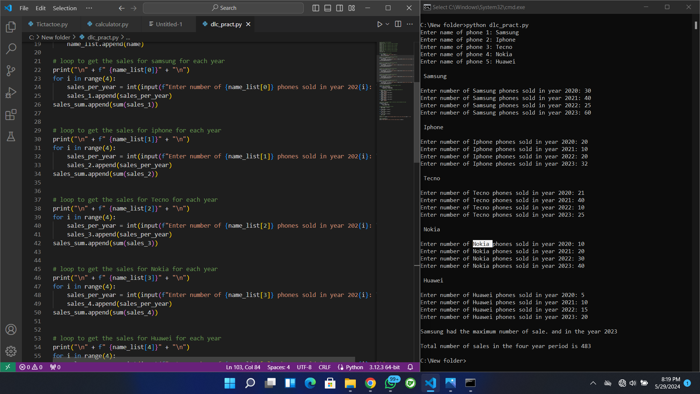 File Edit Selection ... Search
Select C:\Windows\System32\cmd.exe
Tictactor.py calculator.py Untitled-1 dlc_pract.py
C: > New folder > dlc_pract.py > ...
19 name_list.append(name)
21 # loop to get the sales for samsung for each year
22 print("\n" + f" {name_list[0]}" + "\n")
23 for i in range(4):
24 sales_per_year = int(input(f"Enter number of {name_list[0]} phones sold in year 202{i}:
25 sales_1.append(sales_per_year)
26 sales_sum.append(sum(sales_1))
27
28
29 # loop to get the sales for iphone for each year
30 print("\n" + f" {name_list[1]}" + "\n")
31 for i in range(4):
32 sales_per_year = int(input(f"Enter number of {name_list[1]} phones sold in year 202{i}:
33 sales_2.append(sales_per_year)
34 sales_sum.append(sum(sales_2))
35
36
37 # loop to get the sales for Tecno for each year
38 print("\n" + f" {name_list[2]}" + "\n")
39 for i in range(4):
40 sales_per_year = int(input(f"Enter number of {name_list[2]} phones sold in year 202{i}:
41 sales_3.append(sales_per_year)
42 sales_sum.append(sum(sales_3))
43
44
45 # loop to get the sales for Nokia for each year
46 print("\n" + f" {name_list[3]}" + "\n")
47 for i in range(4):
48 sales_per_year = int(input(f"Enter number of {name_list[3]} phones sold in year 202{i}:
49 sales_4.append(sales_per_year)
50 sales_sum.append(sum(sales_4))
51
52
53 # loop to get the sales for Huawei for each year
54 print("\n" + f" {name_list[4]}" + "\n")
55 for i in range(4):
0 0 0 Ln 103, Col 84 Spaces: 4 UTF-8 CRLF Python 3.12.3 64-bit
C:\New folder>python dlc_pract.py
Enter name of phone 1: Samsung
Enter name of phone 2: Iphone
Enter name of phone 3: Tecno
Enter name of phone 4: Nokia
Enter name of phone 5: Huawei
Samsung
Enter number of Samsung phones sold in year 2020: 30
Enter number of Samsung phones sold in year 2021: 40
Enter number of Samsung phones sold in year 2022: 25
Enter number of Samsung phones sold in year 2023: 60
Iphone
Enter number of Iphone phones sold in year 2020: 20
Enter number of Iphone phones sold in year 2021: 10
Enter number of Iphone phones sold in year 2022: 20
Enter number of Iphone phones sold in year 2023: 32
Tecno
Enter number of Tecno phones sold in year 2020: 21
Enter number of Tecno phones sold in year 2021: 40
Enter number of Tecno phones sold in year 2022: 10
Enter number of Tecno phones sold in year 2023: 25
Nokia
Enter number of Nokia phones sold in year 2020: 10
Enter number of Nokia phones sold in year 2021: 20
Enter number of Nokia phones sold in year 2022: 30
Enter number of Nokia phones sold in year 2023: 40
Huawei
Enter number of Huawei phones sold in year 2020: 5
Enter number of Huawei phones sold in year 2021: 10
Enter number of Huawei phones sold in year 2022: 15
Enter number of Huawei phones sold in year 2023: 20
Samsung had the maximum number of sale. and in the year 2023
Total number of sales in the four year period is 483
C:\New folder>
8:19 PM
5/29/2024